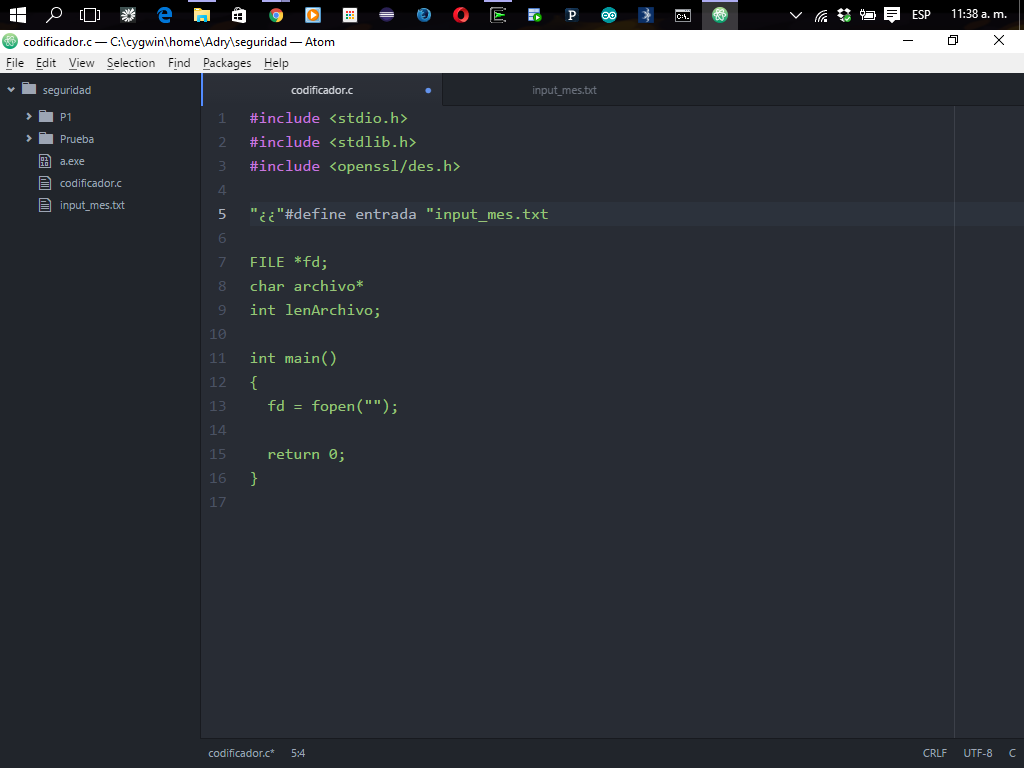 ESP 11:38 a. m.
codificador.c — C:\cygwin\home\Adry\seguridad — Atom
File Edit View Selection Find Packages Help
seguridad
P1
Prueba
a.exe
codificador.c
input_mes.txt
codificador.c input_mes.txt
1 #include <stdio.h>
2 #include <stdlib.h>
3 #include <openssl/des.h>
4
5 "¿¿"#define entrada "input_mes.txt
6
7 FILE *fd;
8 char archivo*
9 int lenArchivo;
10
11 int main()
12 {
13   fd = fopen("");
14
15   return 0;
16 }
17
codificador.c* 5:4 CRLF UTF-8 C